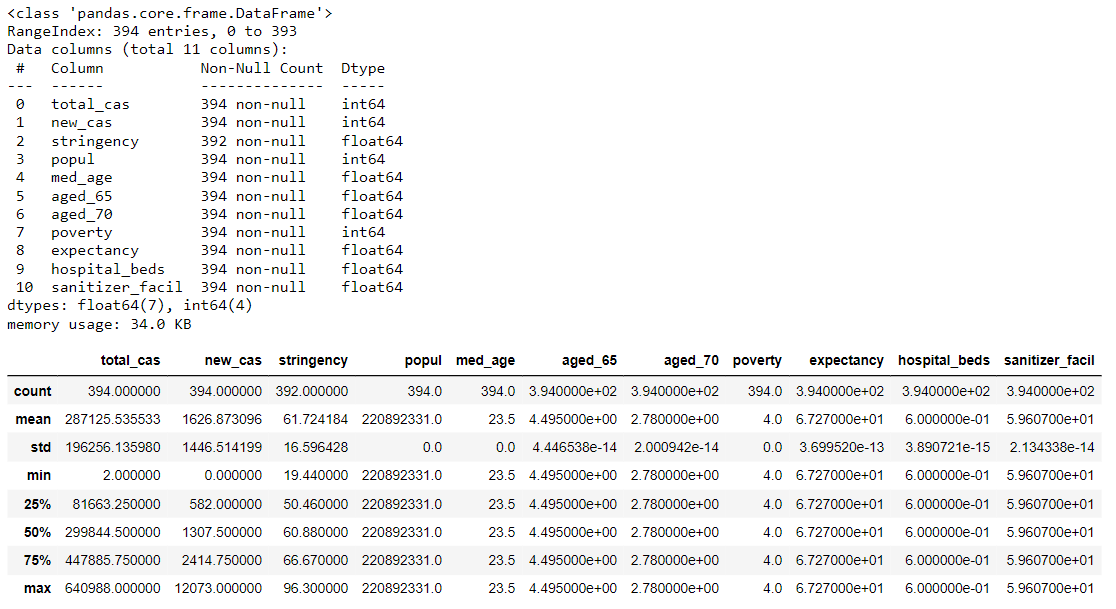 <class 'pandas.core.frame.DataFrame'>
RangeIndex: 394 entries, 0 to 393
Data columns (total 11 columns):
 #   Column           Non-Null Count  Dtype
---  ------           --------------  -----
 0   total_cas        394 non-null    int64
 1   new_cas          394 non-null    int64
 2   stringency       392 non-null    float64
 3   popul            394 non-null    int64
 4   med_age          394 non-null    float64
 5   aged_65          394 non-null    float64
 6   aged_70          394 non-null    float64
 7   poverty          394 non-null    int64
 8   expectancy       394 non-null    float64
 9   hospital_beds    394 non-null    float64
 10  sanitizer_facil  394 non-null    float64
dtypes: float64(7), int64(4)
memory usage: 34.0 KB
total_cas new_cas stringency popul med_age aged_65 aged_70 poverty expectancy hospital_beds sanitizer_facil
count 394.000000 394.000000 392.000000 394.0 394.0 3.940000e+02 3.940000e+02 394.0 3.940000e+02 3.940000e+02 3.940000e+02
mean 287125.535533 1626.873096 61.724184 220892331.0 23.5 4.495000e+00 2.780000e+00 4.0 6.727000e+01 6.000000e-01 5.960700e+01
std 196256.135980 1446.514199 16.596428 0.0 0.0 4.446538e-14 2.000942e-14 0.0 3.699520e-13 3.890721e-15 2.134338e-14
min 2.000000 0.000000 19.440000 220892331.0 23.5 4.495000e+00 2.780000e+00 4.0 6.727000e+01 6.000000e-01 5.960700e+01
25% 81663.250000 582.000000 50.460000 220892331.0 23.5 4.495000e+00 2.780000e+00 4.0 6.727000e+01 6.000000e-01 5.960700e+01
50% 299844.500000 1307.500000 60.880000 220892331.0 23.5 4.495000e+00 2.780000e+00 4.0 6.727000e+01 6.000000e-01 5.960700e+01
75% 447885.750000 2414.750000 66.670000 220892331.0 23.5 4.495000e+00 2.780000e+00 4.0 6.727000e+01 6.000000e-01 5.960700e+01
max 640988.000000 12073.000000 96.300000 220892331.0 23.5 4.495000e+00 2.780000e+00 4.0 6.727000e+01 6.000000e-01 5.960700e+01